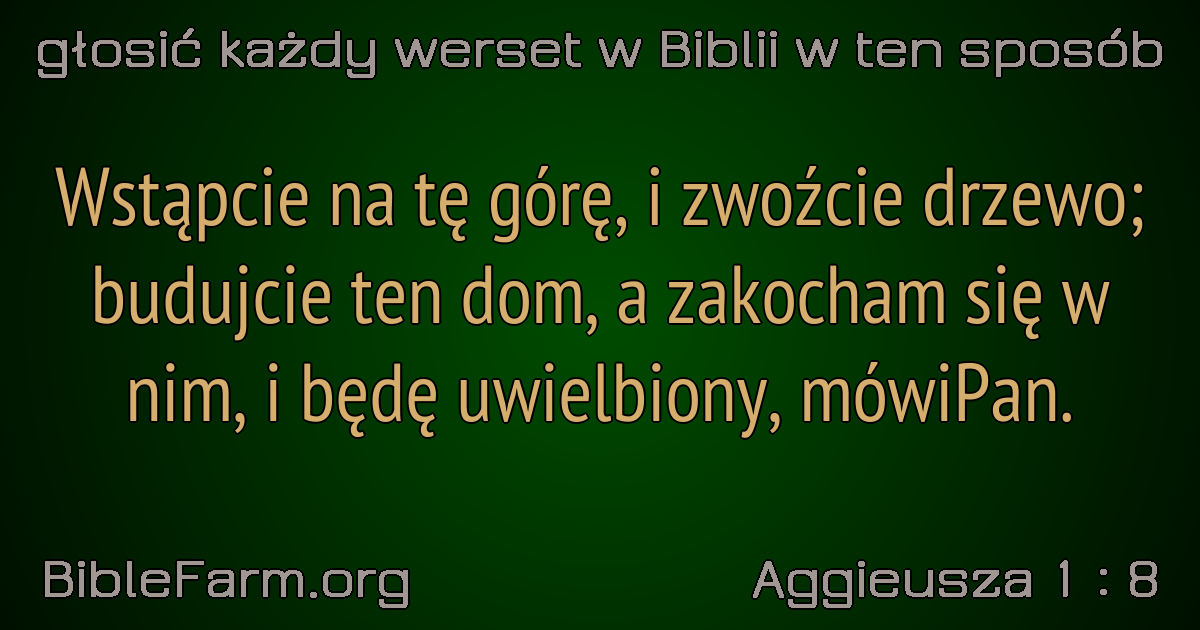 głosić każdy werset w Biblii w ten sposób
Wstąpcie na tę górę, i zwoźcie drzewo;
budujcie ten dom, a zakocham się w
nim, i będę uwielbiony, mówiPan.
BibleFarm.org
Aggieusza 1 : 8